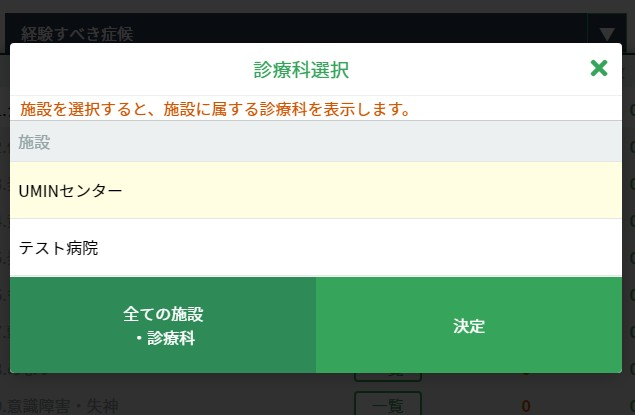 経験すべき症候
▼
診療科選択
施設を選択すると、施設に属する診療科を表示します。
施設
UMINセンター
テスト病院
全ての施設
・診療科
決定
意識障害・失神
一覧
0